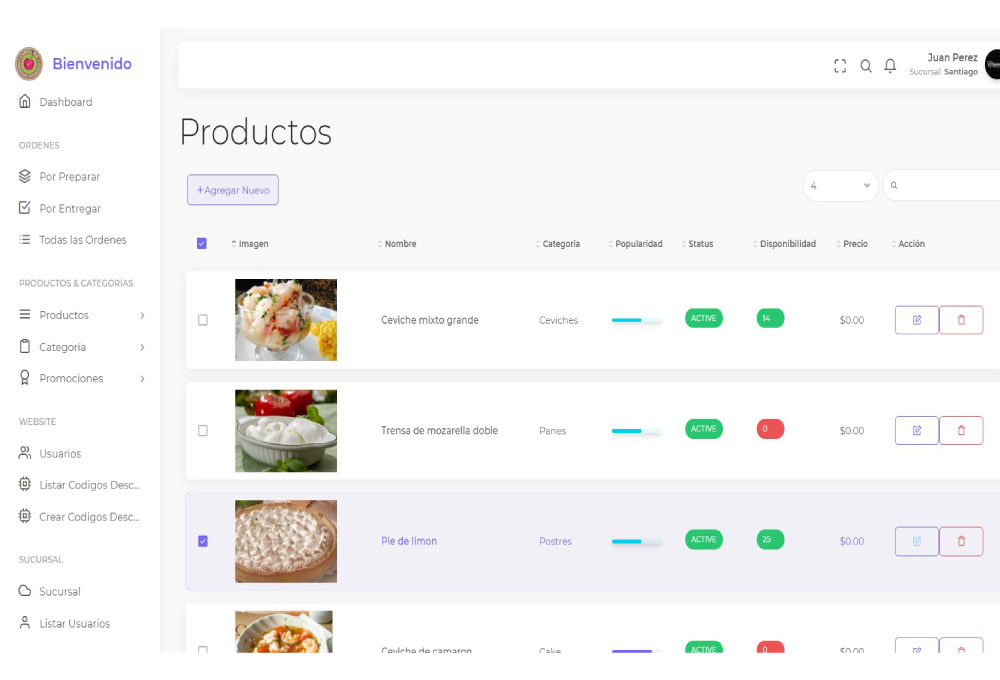 Bienvenido
Dashboard
ORDENES
Por Preparar
Por Entregar
Todas las Ordenes
PRODUCTOS & CATEGORÍAS
Productos
Categoría
Promociones
WEBSITE
Usuarios
Listar Codigos Desc...
Crear Codigos Desc...
SUCURSAL
Sucursal
Listar Usuarios
Juan Perez
Sucursal: Santiago
Productos
+Agregar Nuevo
4
Imagen Nombre Categoría Popularidad Status Disponibilidad Precio Acción
Ceviche mixto grande Ceviches ACTIVE 14 $0.00
Trensa de mozarella doble Panes ACTIVE 0 $0.00
Pie de limon Postres ACTIVE 25 $0.00
Ceviche de camaron Cake ACTIVE 0 $0.00